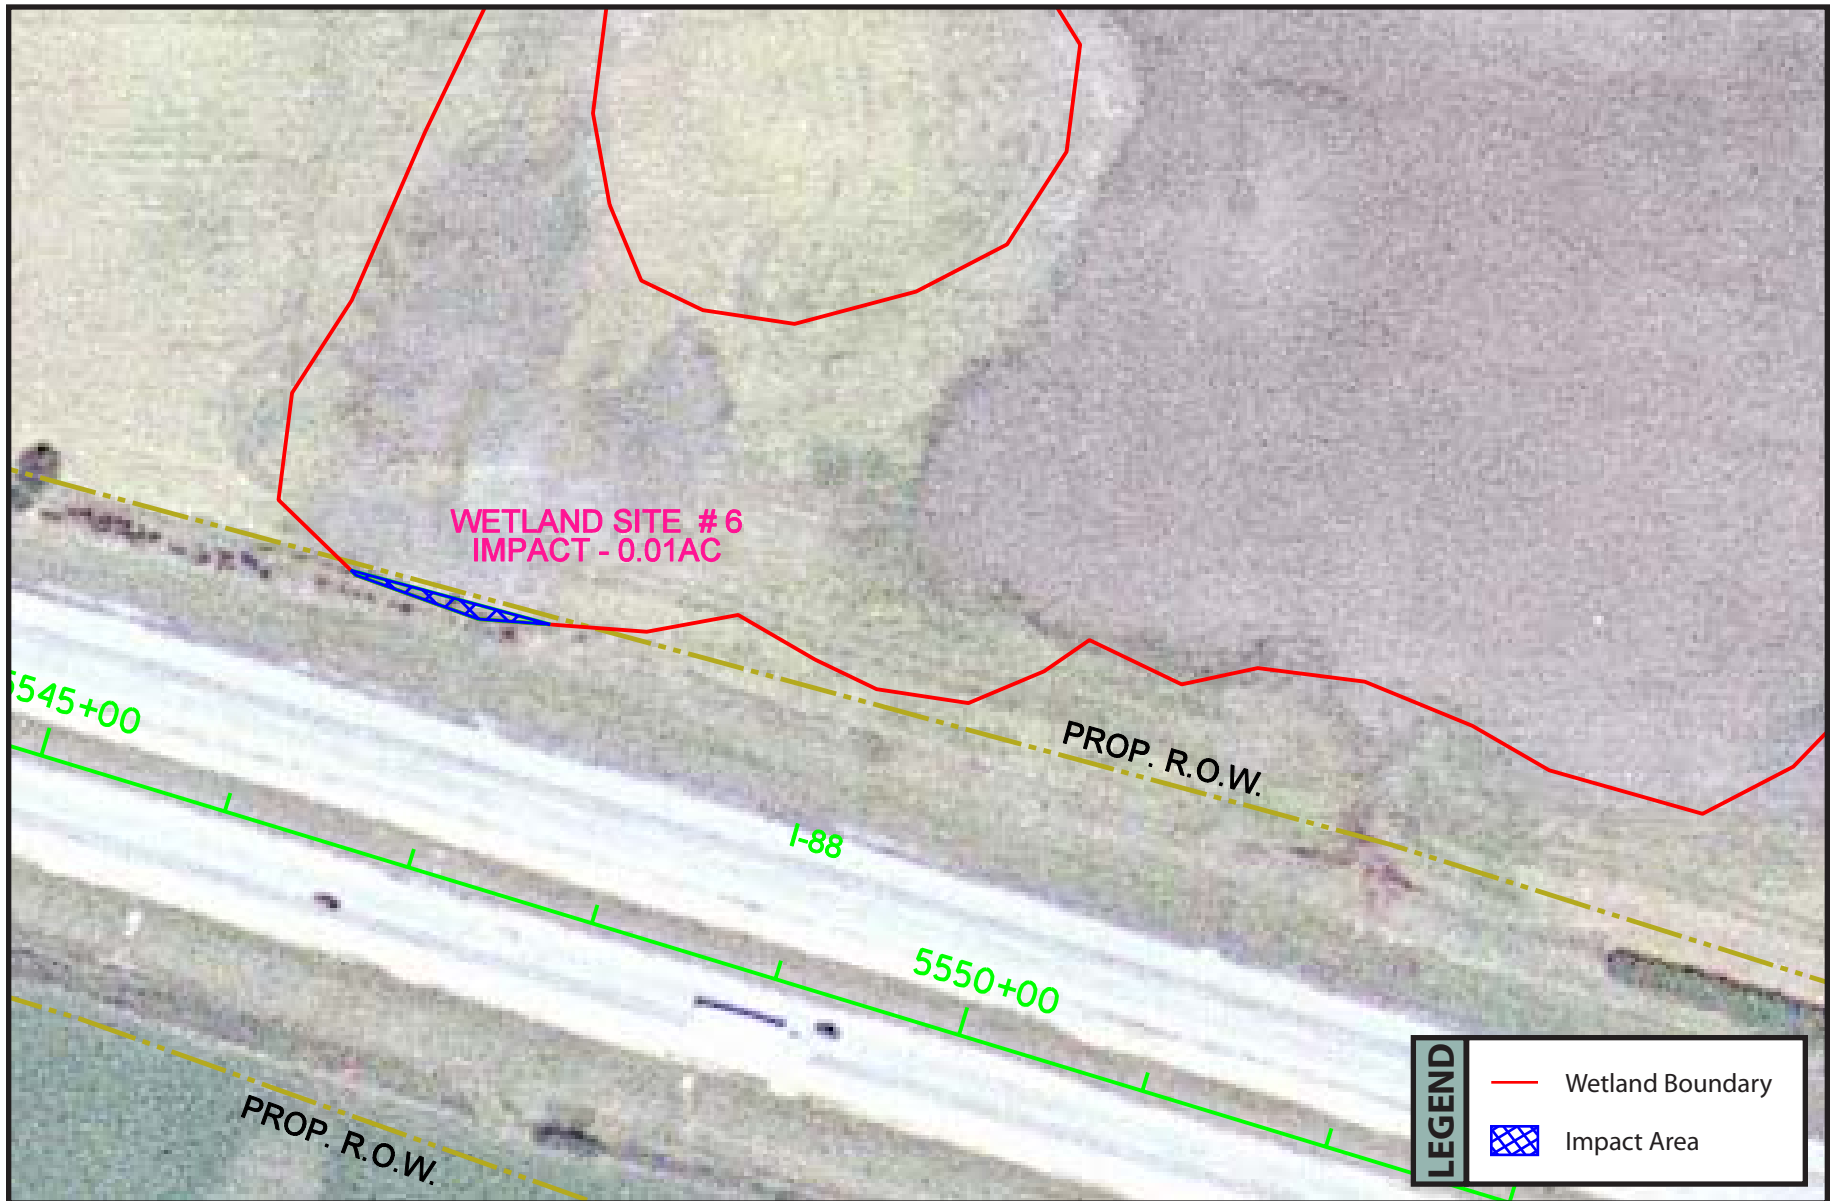 WETLAND SITE # 6
IMPACT - 0.01AC
5545+00
PROP. R.O.W.
I-88
5550+00
PROP. R.O.W.
LEGEND
Wetland Boundary
Impact Area